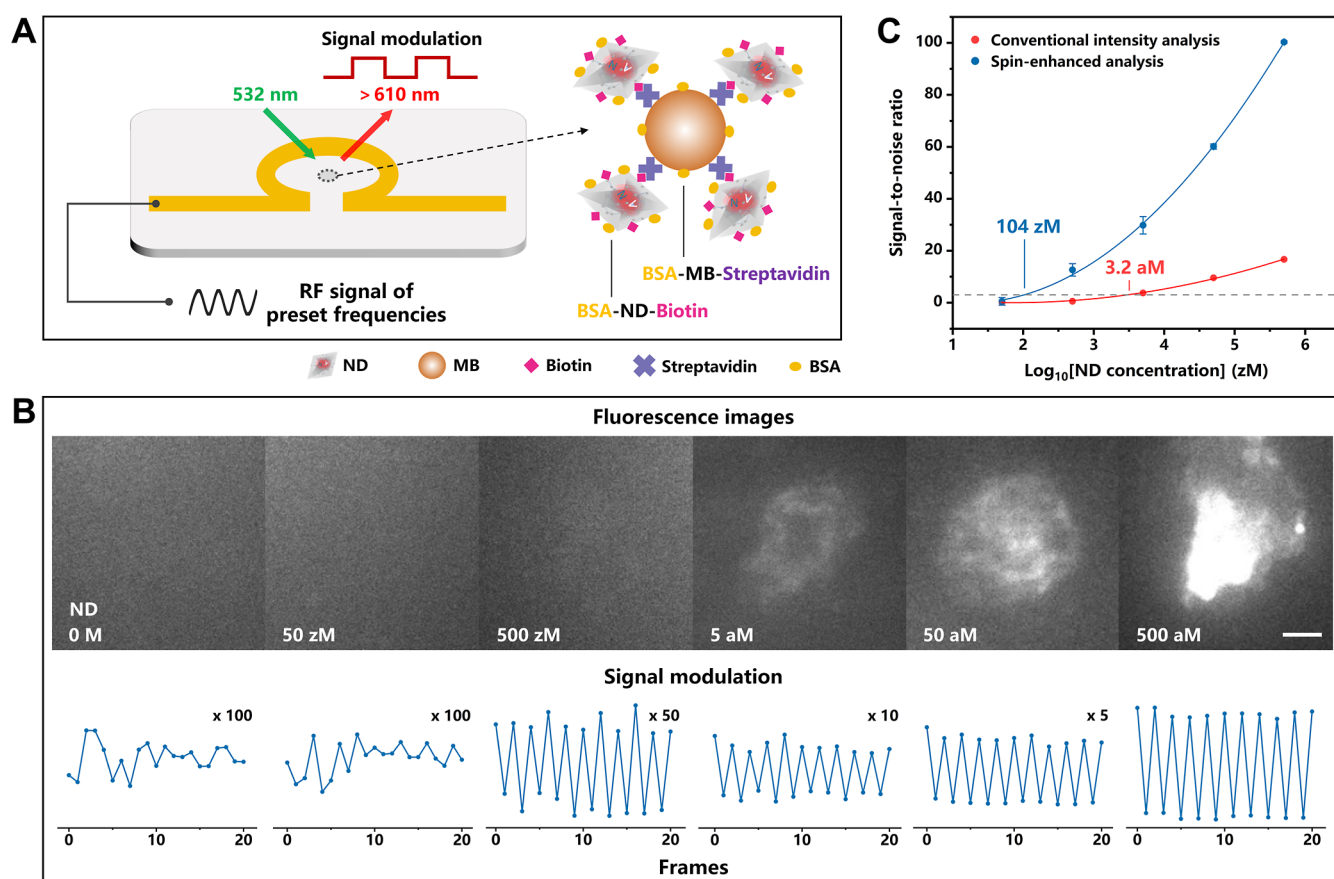 A
Signal modulation
532 nm
> 610 nm
RF signal of
preset frequencies
BSA-MB-Streptavidin
BSA-ND-Biotin
ND
MB
Biotin
Streptavidin
BSA
C
Conventional intensity analysis
Spin-enhanced analysis
Signal-to-noise ratio
100
80
60
40
20
0
104 zM
3.2 aM
1 2 3 4 5 6
Log10[ND concentration] (zM)
B
Fluorescence images
ND
0 M
50 zM
500 zM
5 aM
50 aM
500 aM
Signal modulation
x 100
x 100
x 50
x 10
x 5
0 10 20
0 10 20
0 10 20
0 10 20
0 10 20
0 10 20
Frames